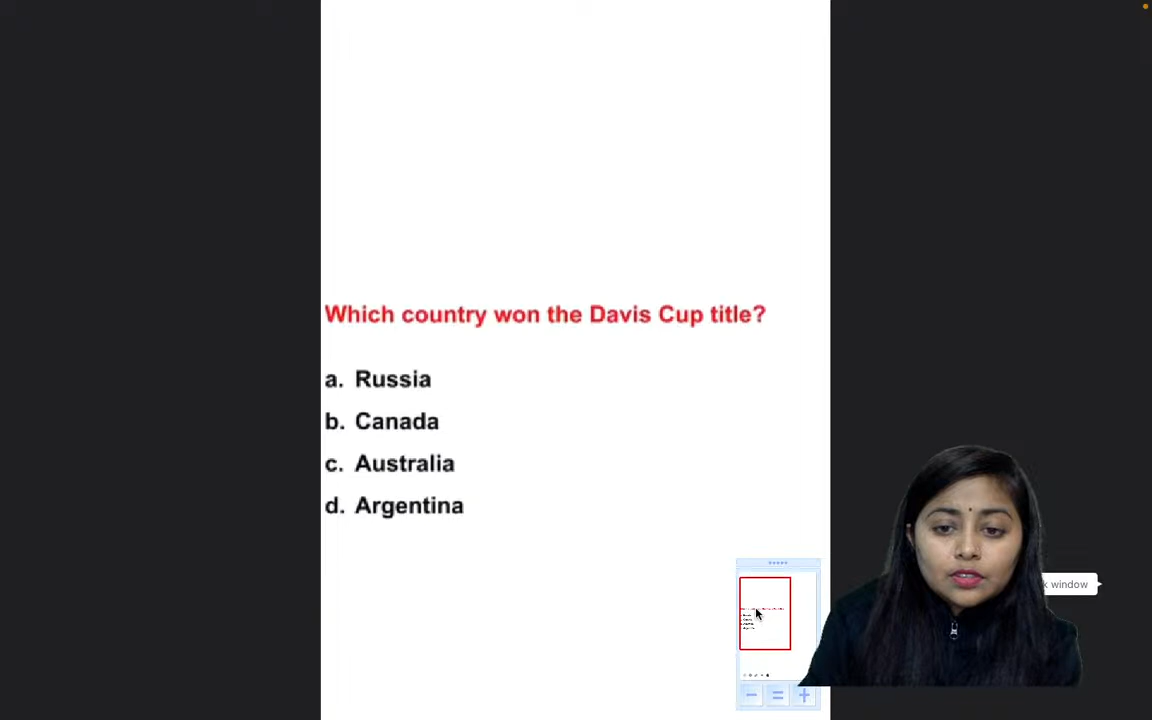 Which country won the Davis Cup title?
a. Russia
b. Canada
c. Australia
d. Argentina
k window